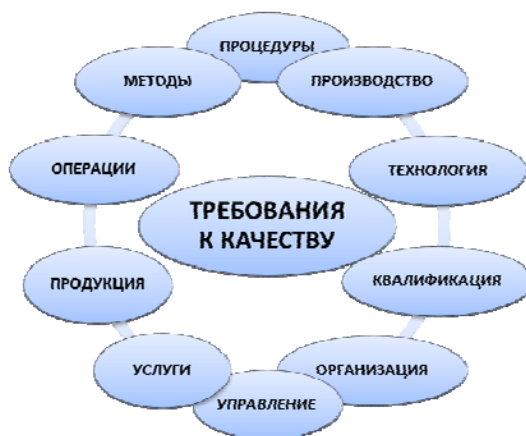 ПРОЦЕДУРЫ
МЕТОДЫ
ПРОИЗВОДСТВО
ОПЕРАЦИИ
ТЕХНОЛОГИЯ
ТРЕБОВАНИЯ
К КАЧЕСТВУ
ПРОДУКЦИЯ
КВАЛИФИКАЦИЯ
УСЛУГИ
ОРГАНИЗАЦИЯ
УПРАВЛЕНИЕ